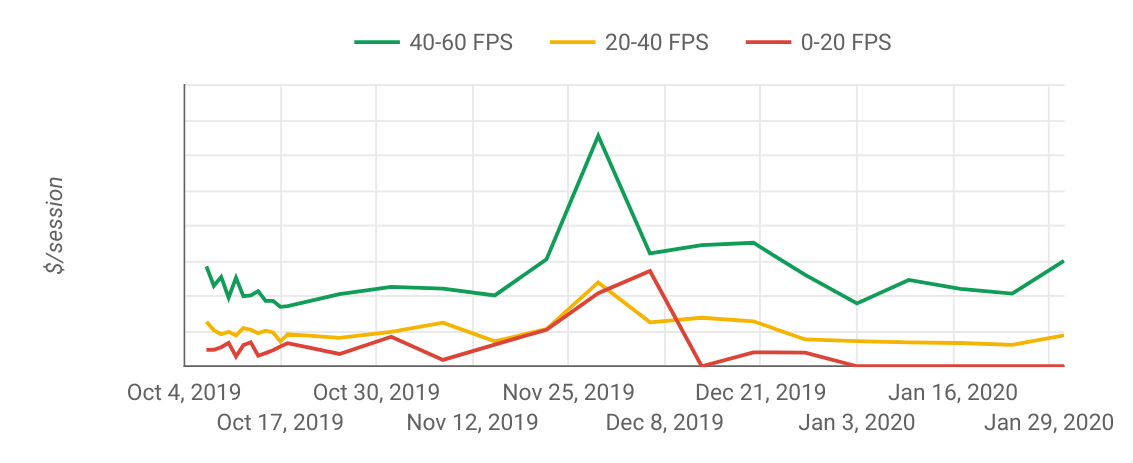 40-60 FPS 20-40 FPS 0-20 FPS
$/session
Oct 4, 2019 Oct 30, 2019 Nov 25, 2019 Dec 21, 2019 Jan 16, 2020
Oct 17, 2019 Nov 12, 2019 Dec 8, 2019 Jan 3, 2020 Jan 29, 2020